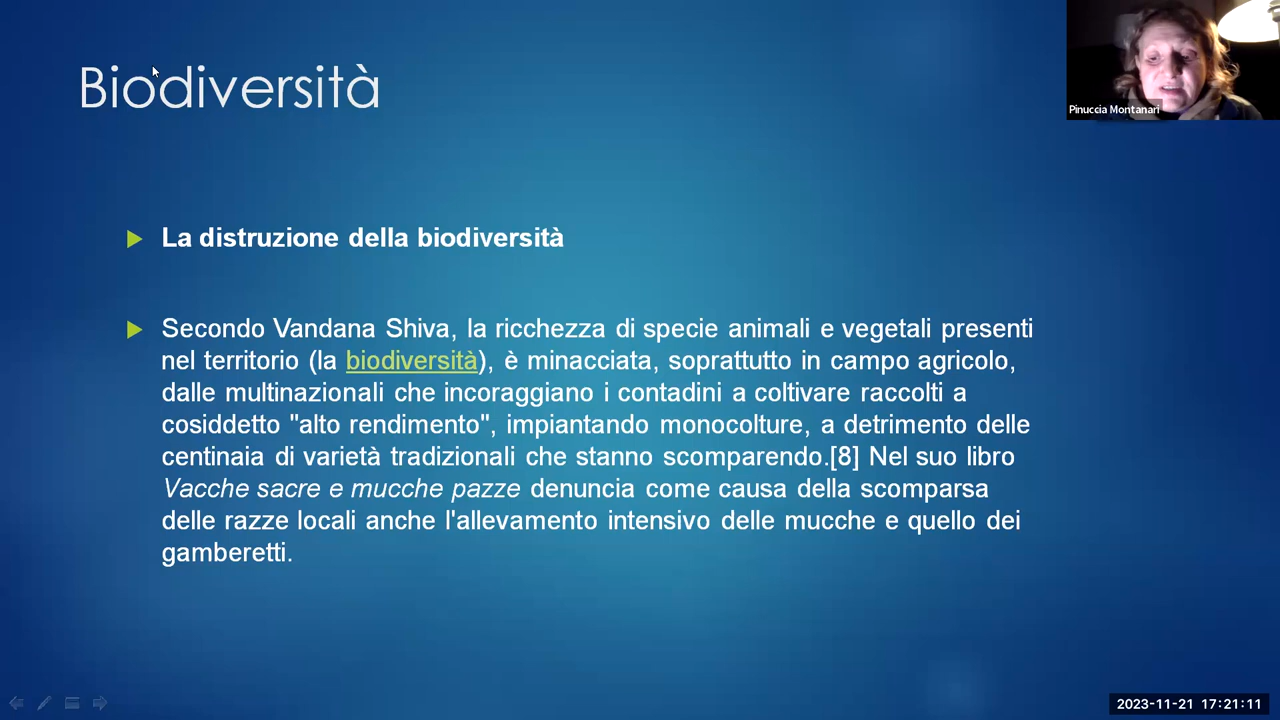 Biodiversità
Pinuccia Montanari
La distruzione della biodiversità
Secondo Vandana Shiva, la ricchezza di specie animali e vegetali presenti
nel territorio (la biodiversità), è minacciata, soprattutto in campo agricolo,
dalle multinazionali che incoraggiano i contadini a coltivare raccolti a
cosiddetto "alto rendimento", impiantando monocolture, a detrimento delle
centinaia di varietà tradizionali che stanno scomparendo.[8] Nel suo libro
Vacche sacre e mucche pazze denuncia come causa della scomparsa
delle razze locali anche l'allevamento intensivo delle mucche e quello dei
gamberetti.
2023-11-21 17:21:11